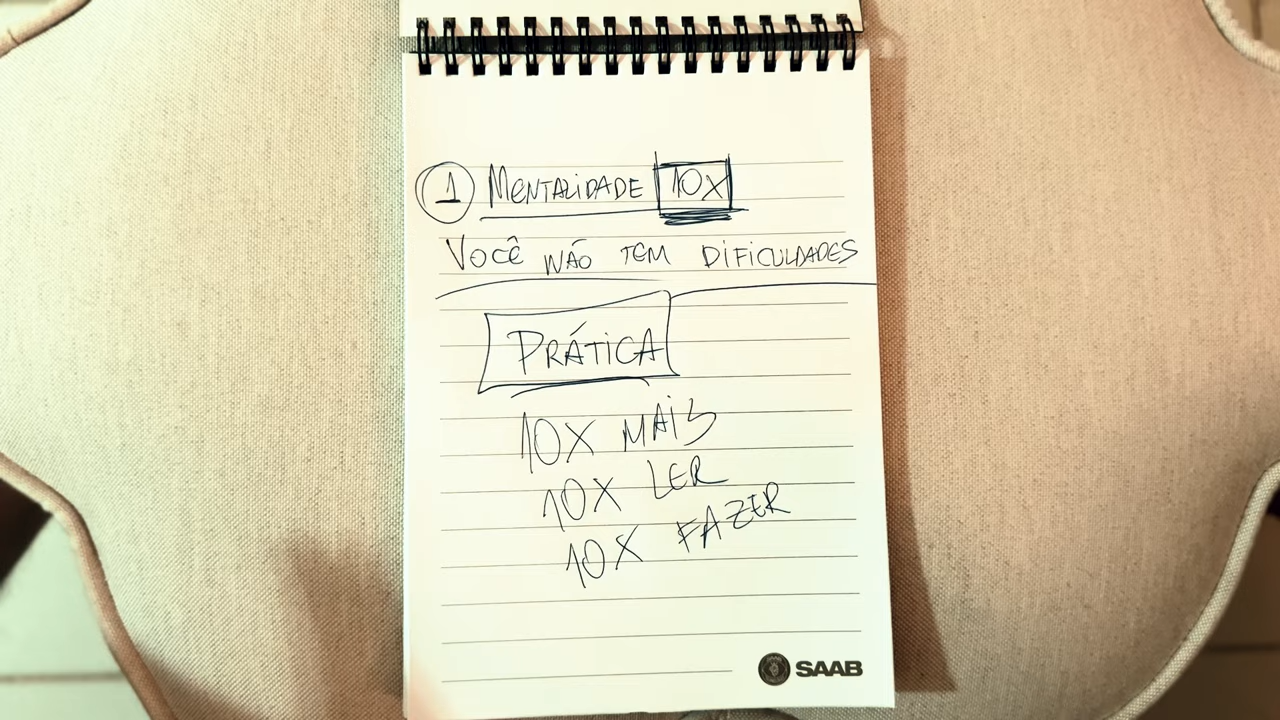 1 MENTALIDADE 10X
VOCÊ NÃO TEM DIFICULDADES
PRÁTICA
10X MAIS
10X LER
10X FAZER
SAAB